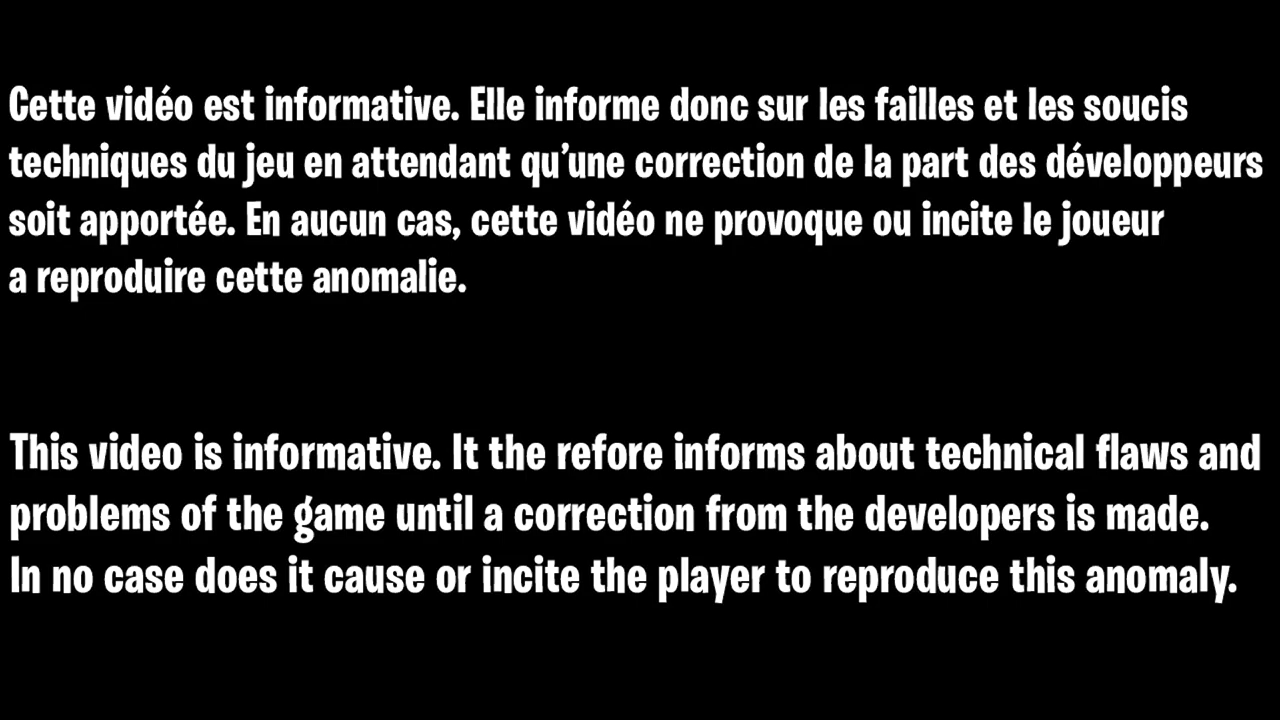 Cette vidéo est informative. Elle informe donc sur les failles et les soucis
techniques du jeu en attendant qu’une correction de la part des développeurs
soit apportée. En aucun cas, cette vidéo ne provoque ou incite le joueur
a reproduire cette anomalie.
This video is informative. It the refore informs about technical flaws and
problems of the game until a correction from the developers is made.
In no case does it cause or incite the player to reproduce this anomaly.